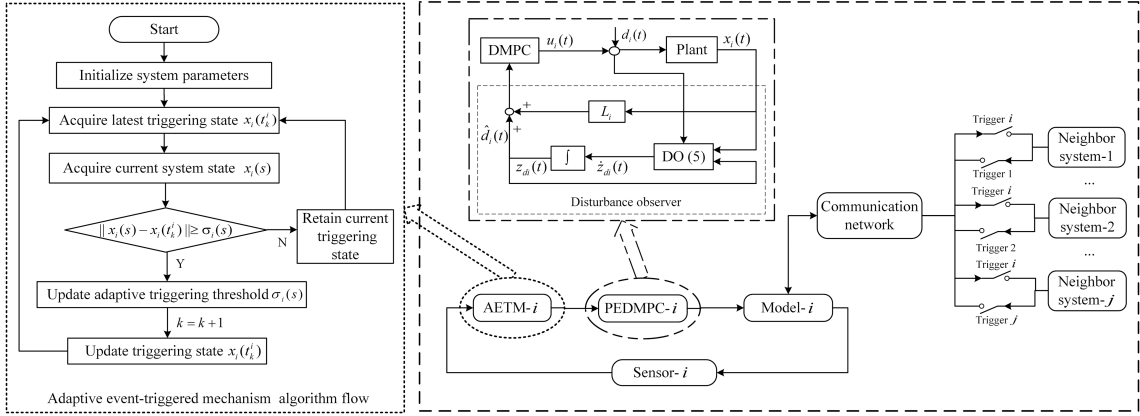 Start
Initialize system parameters
Acquire latest triggering state x_i(t_k^i)
Acquire current system state x_i(s)
|| x_i(s) − x_i(t_k^i) || ≥ σ_i(s)
N
Retain current
triggering
state
Y
Update adaptive triggering threshold σ_i(s)
k = k+1
Update triggering state x_i(t_k^i)
Adaptive event-triggered mechanism algorithm flow
DMPC
u_i(t)
d_i(t)
Plant
x_i(t)
+
L_i
d̂_i(t)
+
z_di(t)
∫
ż_di(t)
DO (5)
Disturbance observer
AETM-i
PEDMPC-i
Model-i
Sensor-i
Communication
network
Trigger i
Trigger 1
Neighbor
system-1
...
Trigger i
Trigger 2
Neighbor
system-2
...
Trigger i
Trigger j
Neighbor
system-j